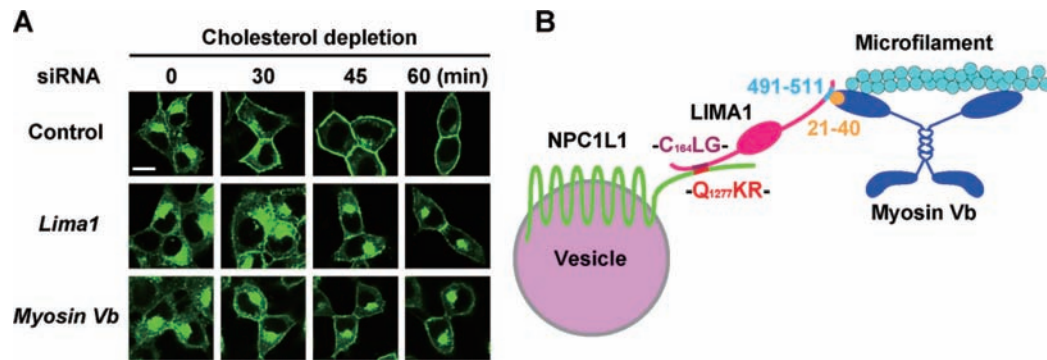 A
Cholesterol depletion
siRNA 0 30 45 60 (min)
Control
Lima1
Myosin Vb
B
Microfilament
491-511
LIMA1
21-40
NPC1L1
-C164LG-
-Q1277KR-
Myosin Vb
Vesicle